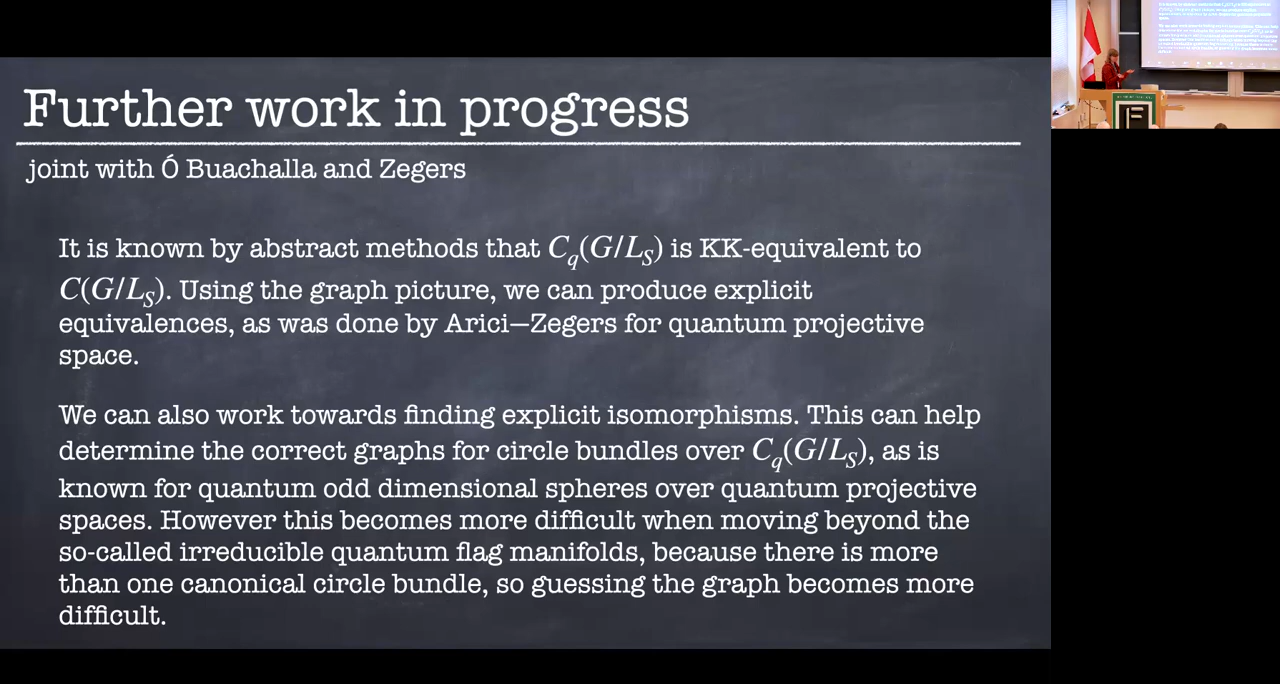 Further work in progress
joint with Ó Buachalla and Zegers
It is known by abstract methods that C_q(G/L_S) is KK-equivalent to
C(G/L_S). Using the graph picture, we can produce explicit
equivalences, as was done by Arici—Zegers for quantum projective
space.
We can also work towards finding explicit isomorphisms. This can help
determine the correct graphs for circle bundles over C_q(G/L_S), as is
known for quantum odd dimensional spheres over quantum projective
spaces. However this becomes more difficult when moving beyond the
so-called irreducible quantum flag manifolds, because there is more
than one canonical circle bundle, so guessing the graph becomes more
difficult.